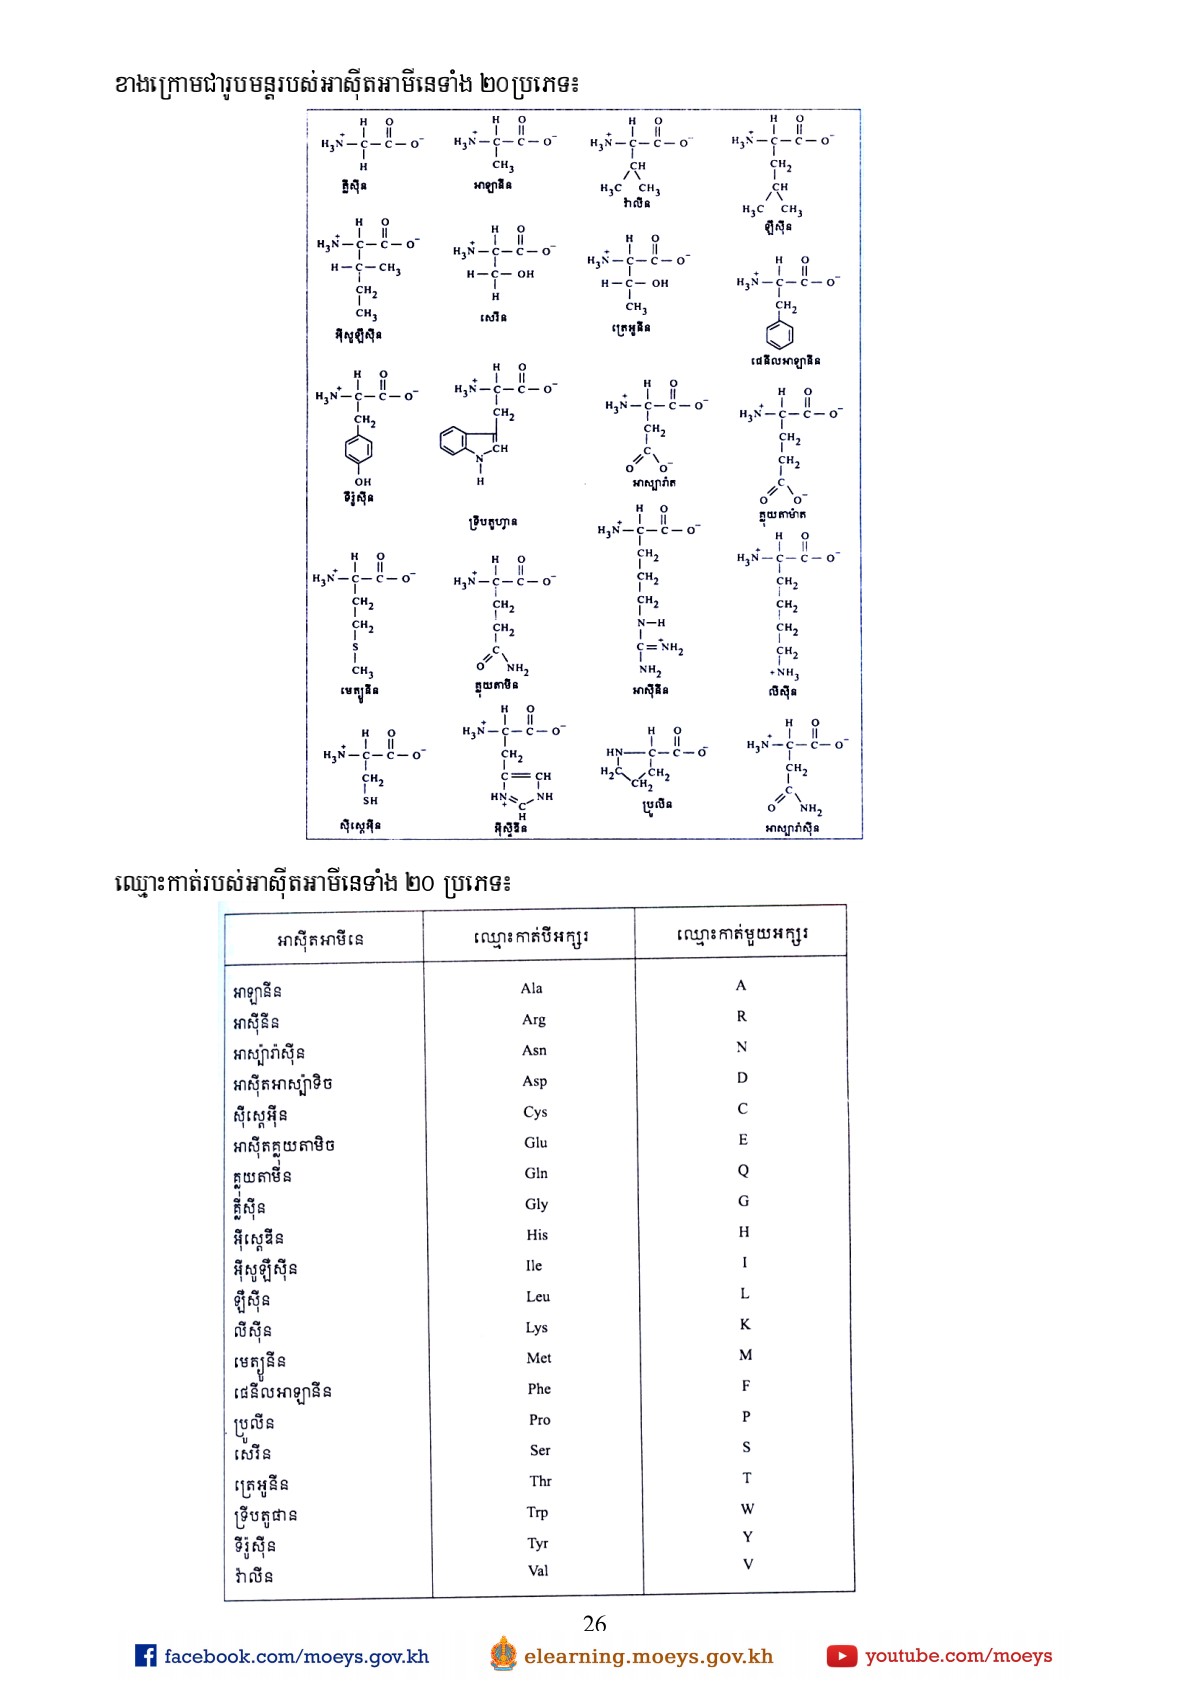 ខាងក្រោមជារូបមន្តរបស់អាស៊ីតអាមីនេទាំង ២០ប្រភេទ៖
គ្លីស៊ីន
អាឡានីន
វ៉ាលីន
ឡឺស៊ីន
អ៊ីសូឡឺស៊ីន
សេរីន
ត្រេអូនីន
ផេនីលអាឡានីន
ទីរ៉ូស៊ីន
ទ្រីបតូហ្វាន
អាស្បារ៉ាត
គ្លុយតាម៉ាត
មេត្យូនីន
គ្លុយតាមីន
អាស៊ីនីន
លីស៊ីន
ស៊ីស្តេអ៊ីន
អ៊ីស្ទីឌីន
ប្រូលីន
អាស្បារ៉ាស៊ីន
ឈ្មោះកាត់របស់អាស៊ីតអាមីនេទាំង ២០ ប្រភេទ៖
អាស៊ីតអាមីនេ ឈ្មោះកាត់បីអក្សរ ឈ្មោះកាត់មួយអក្សរ
អាឡានីន Ala A
អាស៊ីនីន Arg R
អាស្ប៉ារ៉ាស៊ីន Asn N
អាស៊ីតអាស្ប៉ាទិច Asp D
ស៊ីស្តេអ៊ីន Cys C
អាស៊ីតគ្លុយតាមិច Glu E
គ្លុយតាមីន Gln Q
គ្លីស៊ីន Gly G
អ៊ីស្តេឌីន His H
អ៊ីសូឡឺស៊ីន Ile I
ឡឺស៊ីន Leu L
លីស៊ីន Lys K
មេត្យូនីន Met M
ផេនីលអាឡានីន Phe F
ប្រូលីន Pro P
សេរីន Ser S
ត្រេអូនីន Thr T
ទ្រីបតូផាន Trp W
ទីរ៉ូស៊ីន Tyr Y
វ៉ាលីន Val V
26
facebook.com/moeys.gov.kh elearning.moeys.gov.kh youtube.com/moeys